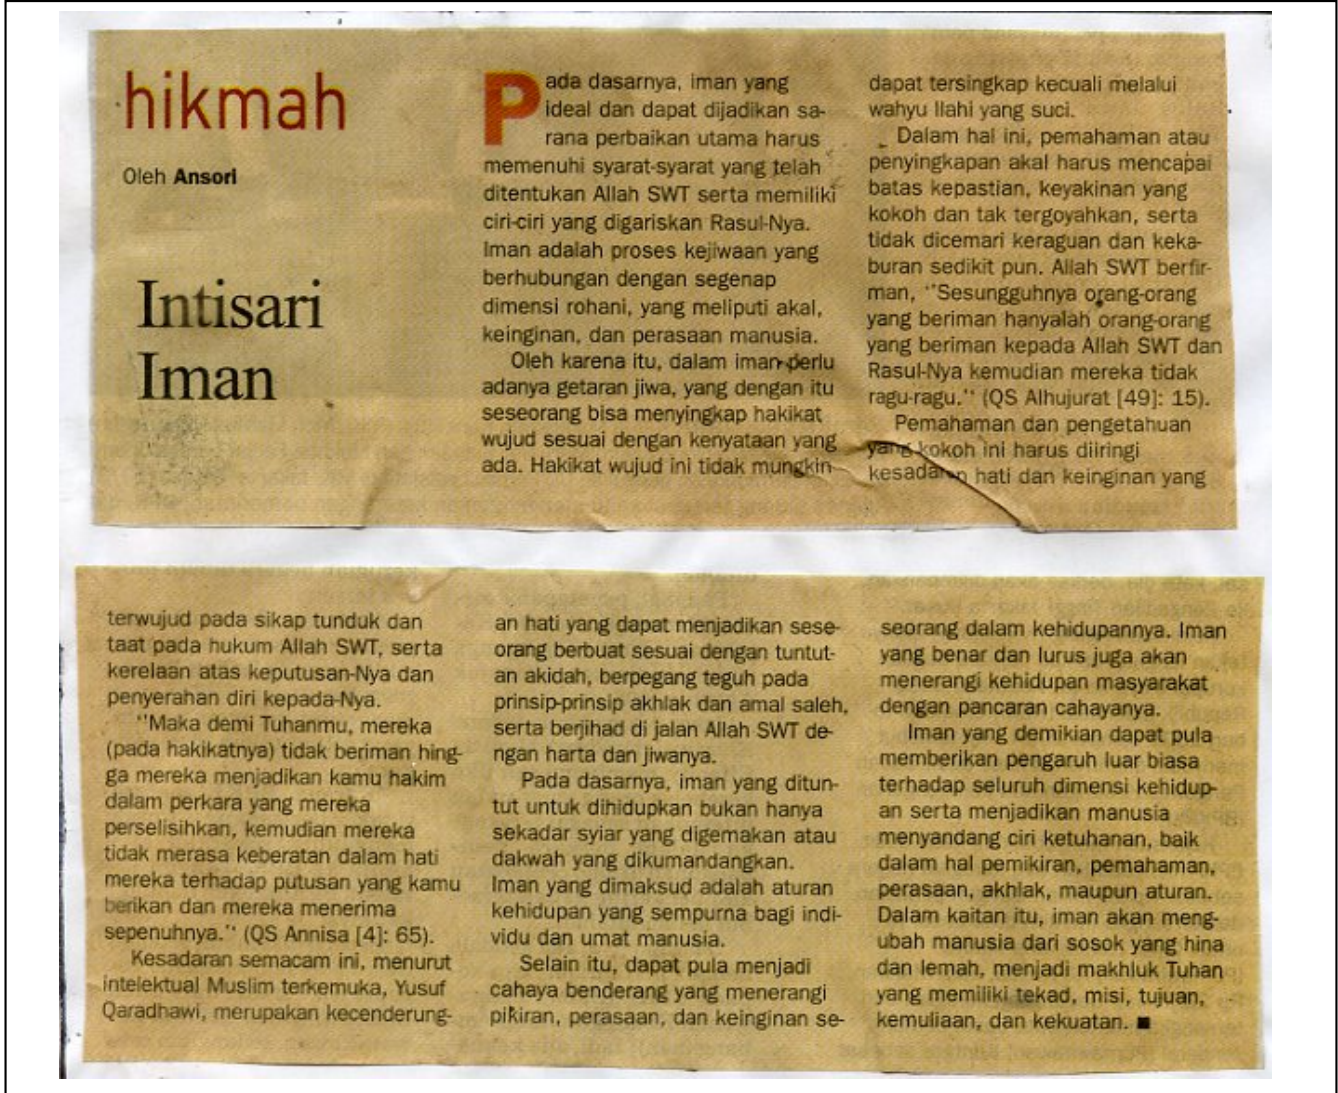 hikmah
Oleh Ansori
Intisari
Iman
Pada dasarnya, iman yang
ideal dan dapat dijadikan sa-
rana perbaikan utama harus
memenuhi syarat-syarat yang telah
ditentukan Allah SWT serta memiliki
ciri-ciri yang digariskan Rasul-Nya.
Iman adalah proses kejiwaan yang
berhubungan dengan segenap
dimensi rohani, yang meliputi akal,
keinginan, dan perasaan manusia.
Oleh karena itu, dalam iman perlu
adanya getaran jiwa, yang dengan itu
seseorang bisa menyingkap hakikat
wujud sesuai dengan kenyataan yang
ada. Hakikat wujud ini tidak mungkin
dapat tersingkap kecuali melalui
wahyu Ilahi yang suci.
Dalam hal ini, pemahaman atau
penyingkapan akal harus mencapai
batas kepastian, keyakinan yang
kokoh dan tak tergoyahkan, serta
tidak dicemari keraguan dan keka-
buran sedikit pun. Allah SWT berfir-
man, ''Sesungguhnya orang-orang
yang beriman hanyalah orang-orang
yang beriman kepada Allah SWT dan
Rasul-Nya kemudian mereka tidak
ragu-ragu.'' (QS Alhujurat [49]: 15).
Pemahaman dan pengetahuan
yang kokoh ini harus diiringi
kesadaran hati dan keinginan yang
terwujud pada sikap tunduk dan
taat pada hukum Allah SWT, serta
kerelaan atas keputusan-Nya dan
penyerahan diri kepada-Nya.
''Maka demi Tuhanmu, mereka
(pada hakikatnya) tidak beriman hing-
ga mereka menjadikan kamu hakim
dalam perkara yang mereka
perselisihkan, kemudian mereka
tidak merasa keberatan dalam hati
mereka terhadap putusan yang kamu
berikan dan mereka menerima
sepenuhnya.'' (QS Annisa [4]: 65).
Kesadaran semacam ini, menurut
intelektual Muslim terkemuka, Yusuf
Qaradhawi, merupakan kecenderung-
an hati yang dapat menjadikan sese-
orang berbuat sesuai dengan tuntut-
an akidah, berpegang teguh pada
prinsip-prinsip akhlak dan amal saleh,
serta berjihad di jalan Allah SWT de-
ngan harta dan jiwanya.
Pada dasarnya, iman yang ditun-
tut untuk dihidupkan bukan hanya
sekadar syiar yang digemakan atau
dakwah yang dikumandangkan.
Iman yang dimaksud adalah aturan
kehidupan yang sempurna bagi indi-
vidu dan umat manusia.
Selain itu, dapat pula menjadi
cahaya benderang yang menerangi
pikiran, perasaan, dan keinginan se-
seorang dalam kehidupannya. Iman
yang benar dan lurus juga akan
menerangi kehidupan masyarakat
dengan pancaran cahayanya.
Iman yang demikian dapat pula
memberikan pengaruh luar biasa
terhadap seluruh dimensi kehidup-
an serta menjadikan manusia
menyandang ciri ketuhanan, baik
dalam hal pemikiran, pemahaman,
perasaan, akhlak, maupun aturan.
Dalam kaitan itu, iman akan meng-
ubah manusia dari sosok yang hina
dan lemah, menjadi makhluk Tuhan
yang memiliki tekad, misi, tujuan,
kemuliaan, dan kekuatan. ■